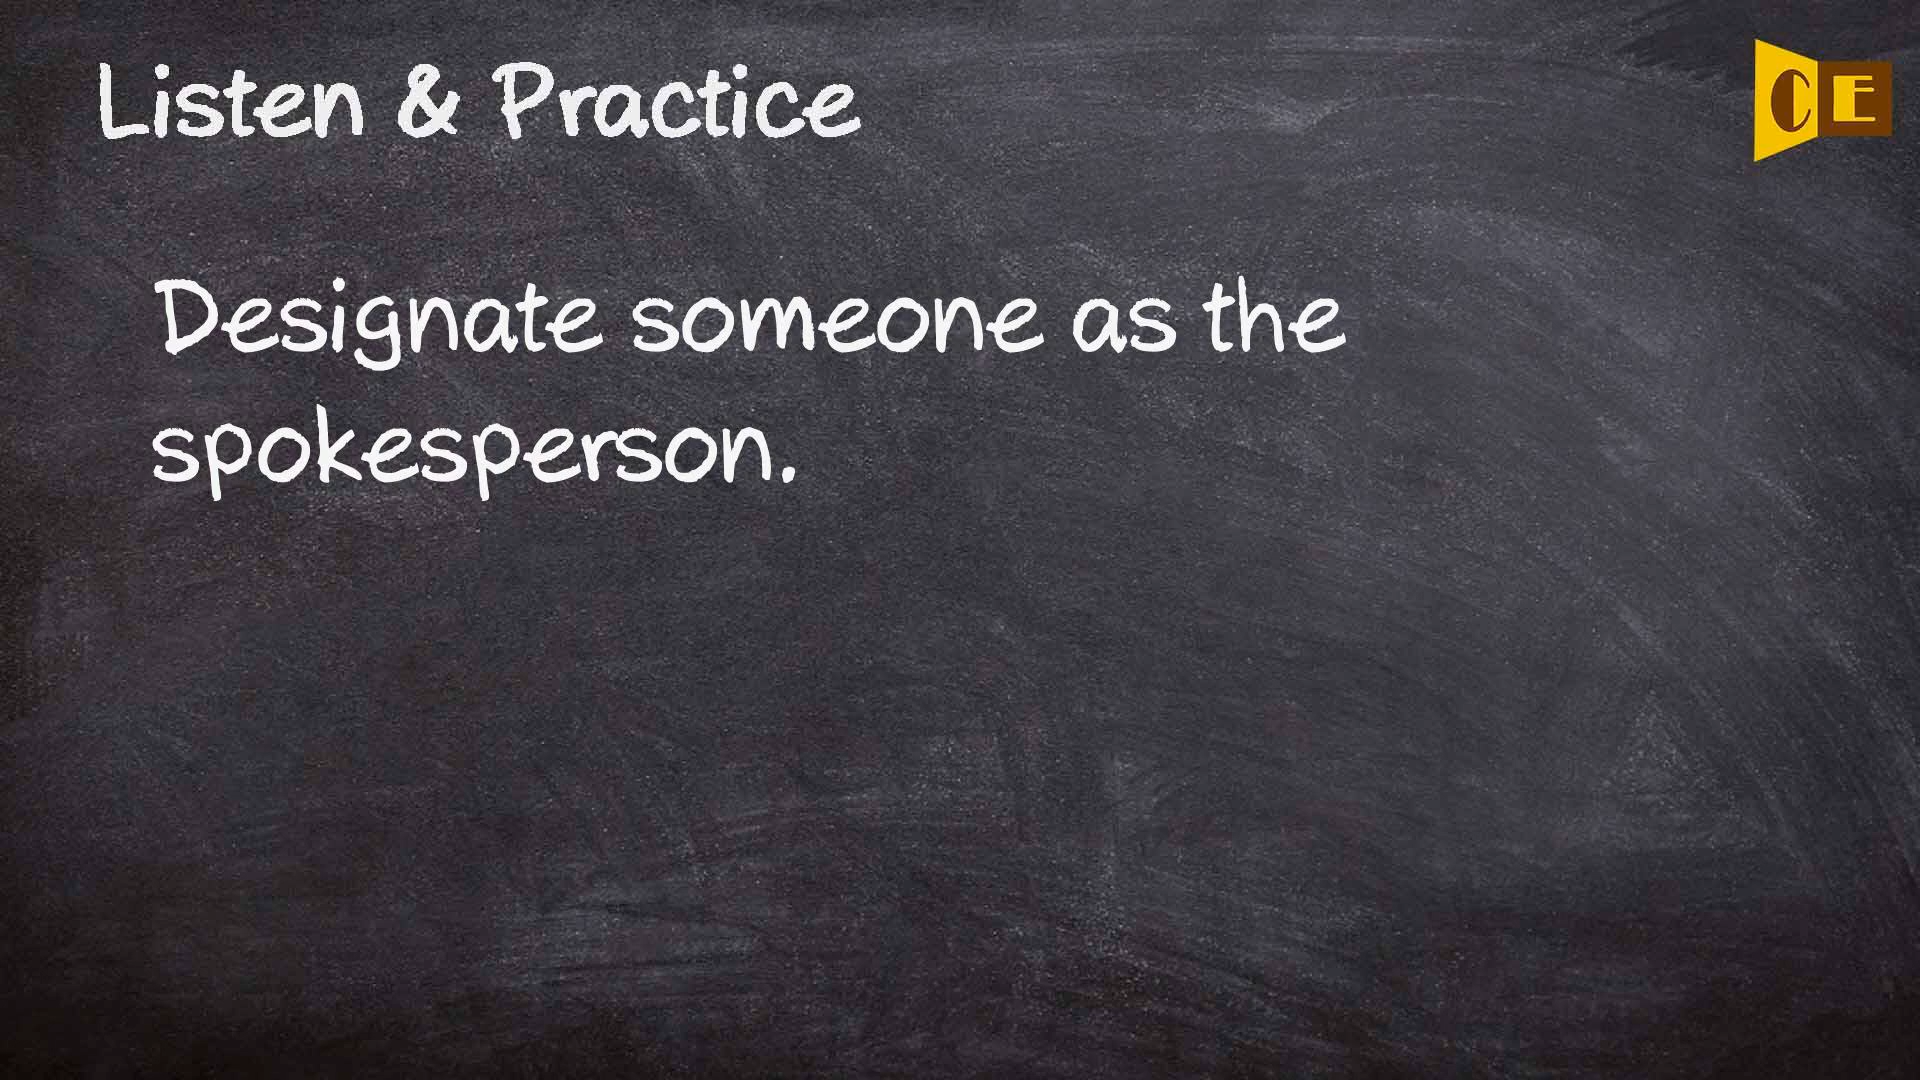 Listen & Practice
CE
Designate someone as the
spokesperson.